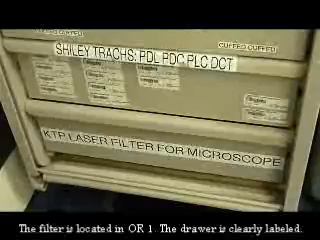 CUFFED CUFFED
SHILEY TRACHS: PDL PDC PLC DCT
KTP LASER FILTER FOR MICROSCOPE
The filter is located in OR 1. The drawer is clearly labeled.